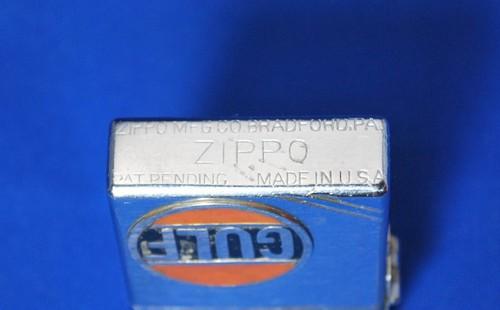 ZIPPO MFG.CO.BRADFORD.PA.
ZIPPO
PAT.PENDING. MADE IN U.S.A
GULF